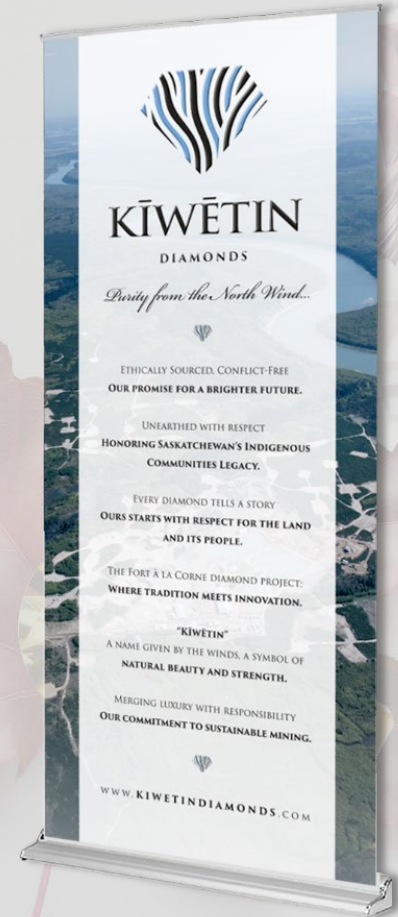 KĪWĒTIN
DIAMONDS
Purity from the North Wind...
Ethically Sourced, Conflict-Free
Our promise for a brighter future.
Unearthed with respect
Honoring Saskatchewan's Indigenous
Communities Legacy.
Every diamond tells a story
Ours starts with respect for the land
and its people.
The Fort à la Corne diamond project:
Where tradition meets innovation.
"Kīwētin"
A name given by the winds, a symbol of
natural beauty and strength.
Merging luxury with responsibility
Our commitment to sustainable mining.
www.kiwetindiamonds.com